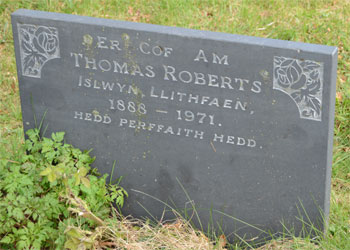 Er Cof Am
Thomas Roberts
Islwyn, Llithfaen,
1888 – 1971.
Hedd Perffaith Hedd.